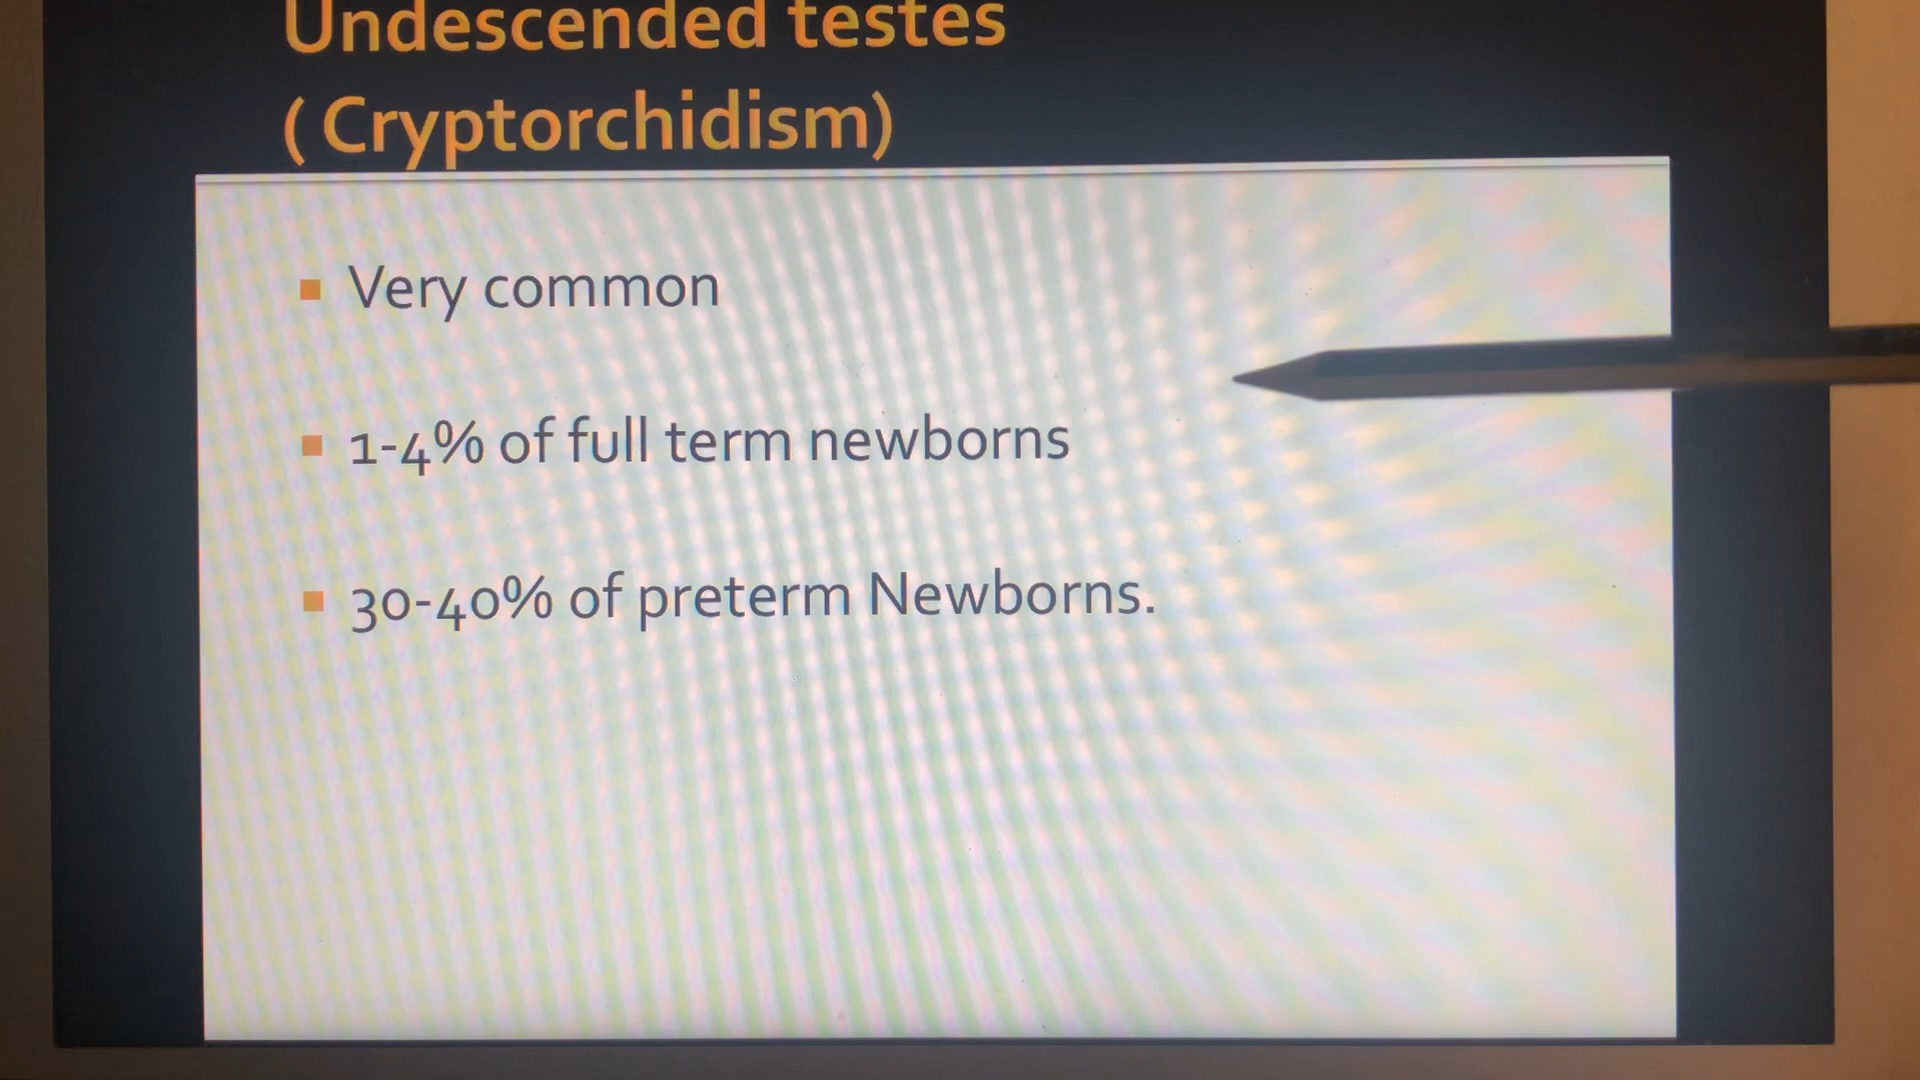 Undescended testes
( Cryptorchidism)
Very common
1-4% of full term newborns
30-40% of preterm Newborns.